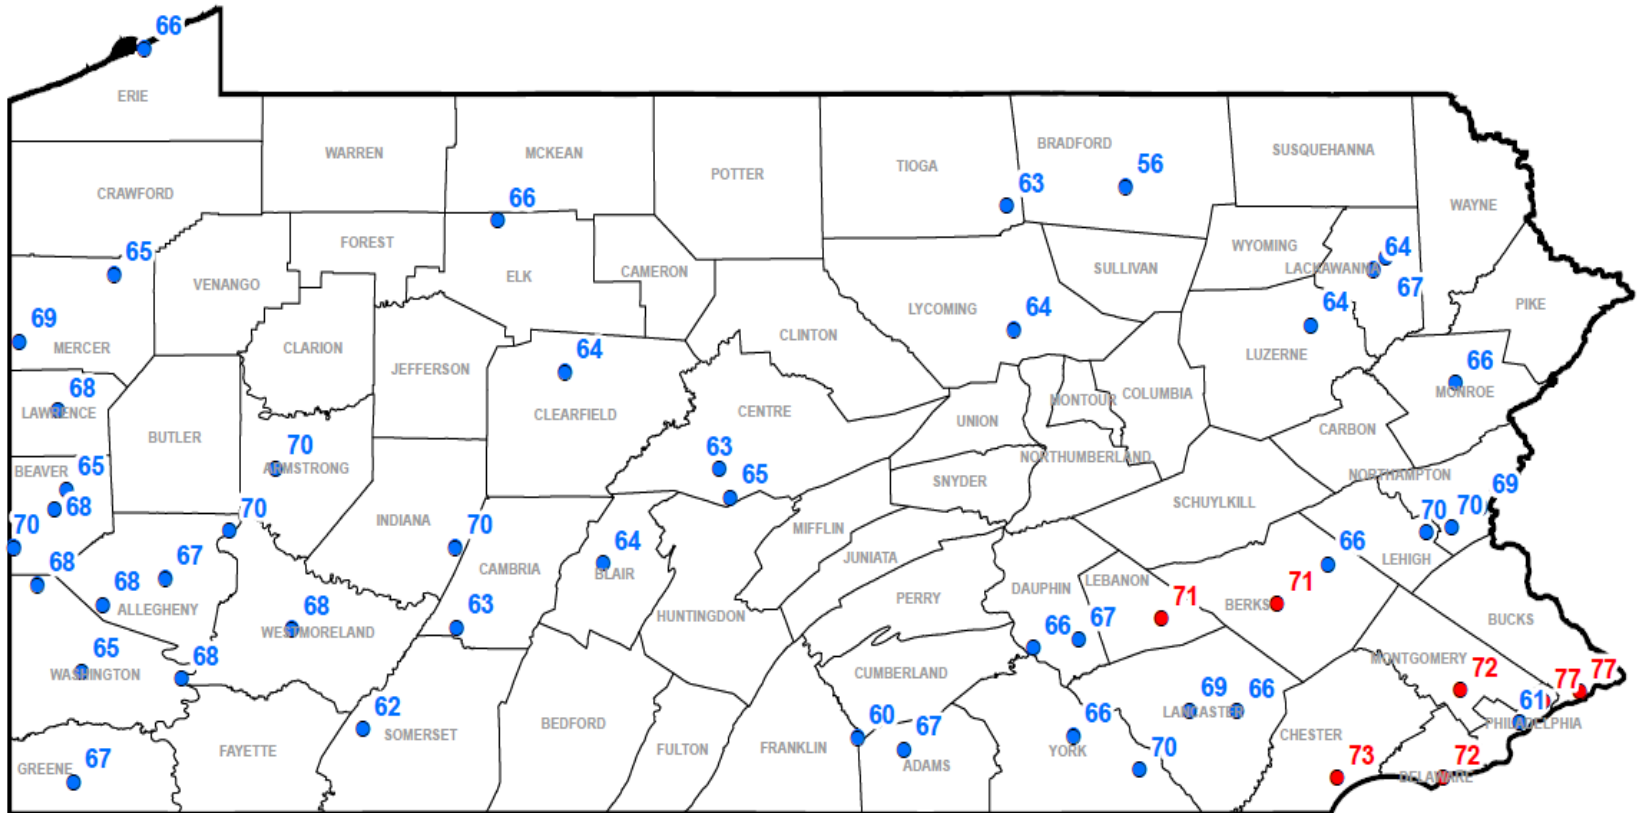 66
ERIE
WARREN
MCKEAN
POTTER
TIOGA
BRADFORD
56
SUSQUEHANNA
CRAWFORD
66
63
WAYNE
65
FOREST
VENANGO
ELK
CAMERON
LYCOMING
SULLIVAN
WYOMING
LACKAWANNA
64
67
PIKE
69
MERCER
CLARION
JEFFERSON
64
CLINTON
64
64
LUZERNE
66
MONROE
68
LAWRENCE
BUTLER
CLEARFIELD
CENTRE
UNION
MONTOUR
COLUMBIA
CARBON
70
ARMSTRONG
63
65
NORTHUMBERLAND
SNYDER
NORTHAMPTON
69
BEAVER
65
68
70
70
INDIANA
70
MIFFLIN
SCHUYLKILL
70
70
LEHIGH
68
67
68
ALLEGHENY
CAMBRIA
64
BLAIR
JUNIATA
PERRY
DAUPHIN
LEBANON
71
BERKS
71
66
BUCKS
68
WESTMORELAND
63
HUNTINGDON
66
67
65
WASHINGTON
68
CUMBERLAND
MONTGOMERY
72
77
77
62
SOMERSET
BEDFORD
FULTON
FRANKLIN
60
67
ADAMS
66
YORK
69
66
LANCASTER
61
PHILADELPHIA
CHESTER
GREENE
67
FAYETTE
70
73
72
DELAWARE